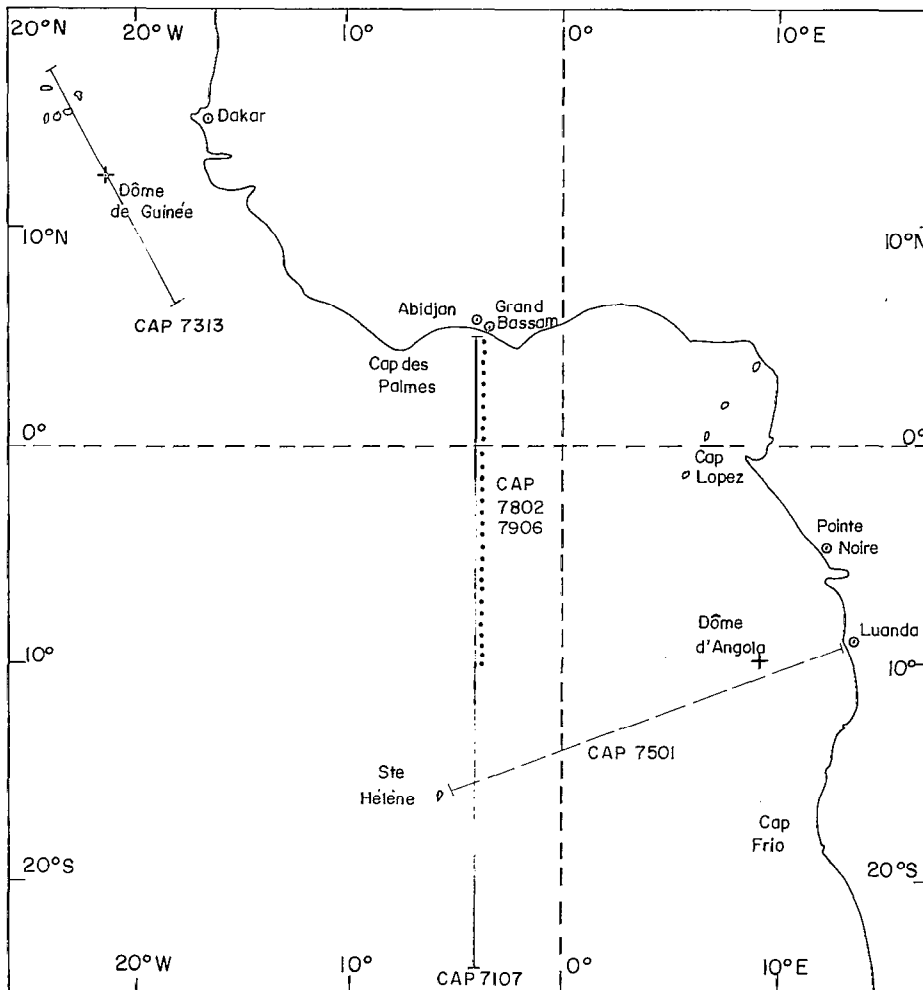 20°N
20°W
10°
0°
10°E
Dakar
Dôme
de Guinée
10°N
10°N
CAP 7313
Abidjan
Grand
Bassam
Cap des
Palmes
0°
0°
Cap
Lopez
CAP
7802
7906
Pointe
Noire
Dôme
d'Angola
Luanda
10°
10°
CAP 7501
Ste
Hélène
Cap
Frio
20°S
20°S
20°W
10°
0°
10°E
CAP 7107